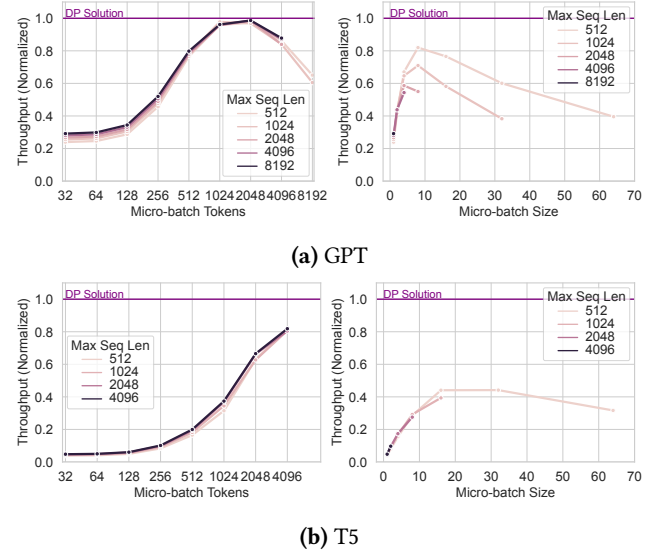 DP Solution
1.0
0.8
0.6
0.4
0.2
0.0
Throughput (Normalized)
Max Seq Len
512
1024
2048
4096
8192
32 64 128 256 512 1024 2048 4096 8192
Micro-batch Tokens
DP Solution
1.0
0.8
0.6
0.4
0.2
0.0
Throughput (Normalized)
Max Seq Len
512
1024
2048
4096
8192
0 10 20 30 40 50 60 70
Micro-batch Size
(a) GPT
DP Solution
1.0
0.8
0.6
0.4
0.2
0.0
Throughput (Normalized)
Max Seq Len
512
1024
2048
4096
32 64 128 256 512 1024 2048 4096
Micro-batch Tokens
DP Solution
1.0
0.8
0.6
0.4
0.2
0.0
Throughput (Normalized)
Max Seq Len
512
1024
2048
4096
0 10 20 30 40 50 60 70
Micro-batch Size
(b) T5